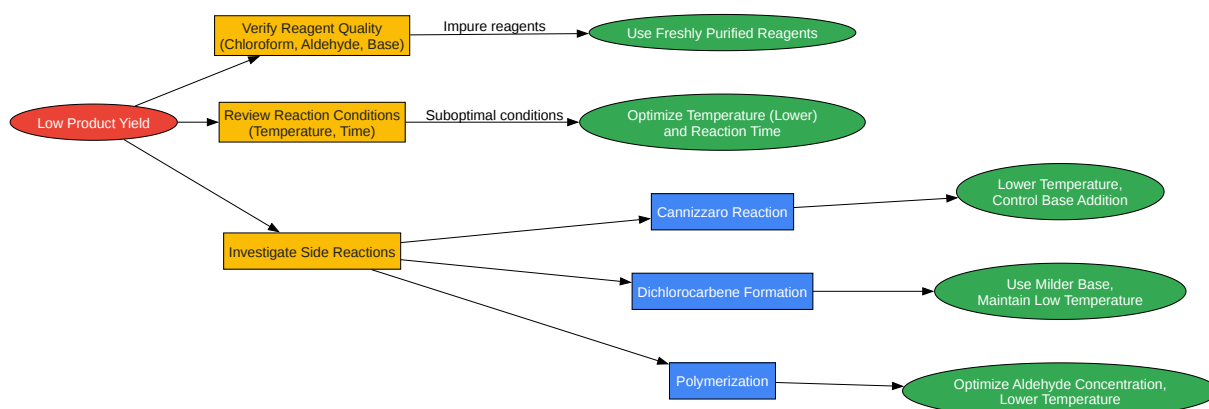 Low Product Yield
Verify Reagent Quality
(Chloroform, Aldehyde, Base)
Impure reagents
Use Freshly Purified Reagents
Review Reaction Conditions
(Temperature, Time)
Suboptimal conditions
Optimize Temperature (Lower)
and Reaction Time
Investigate Side Reactions
Cannizzaro Reaction
Lower Temperature,
Control Base Addition
Dichlorocarbene Formation
Use Milder Base,
Maintain Low Temperature
Polymerization
Optimize Aldehyde Concentration,
Lower Temperature